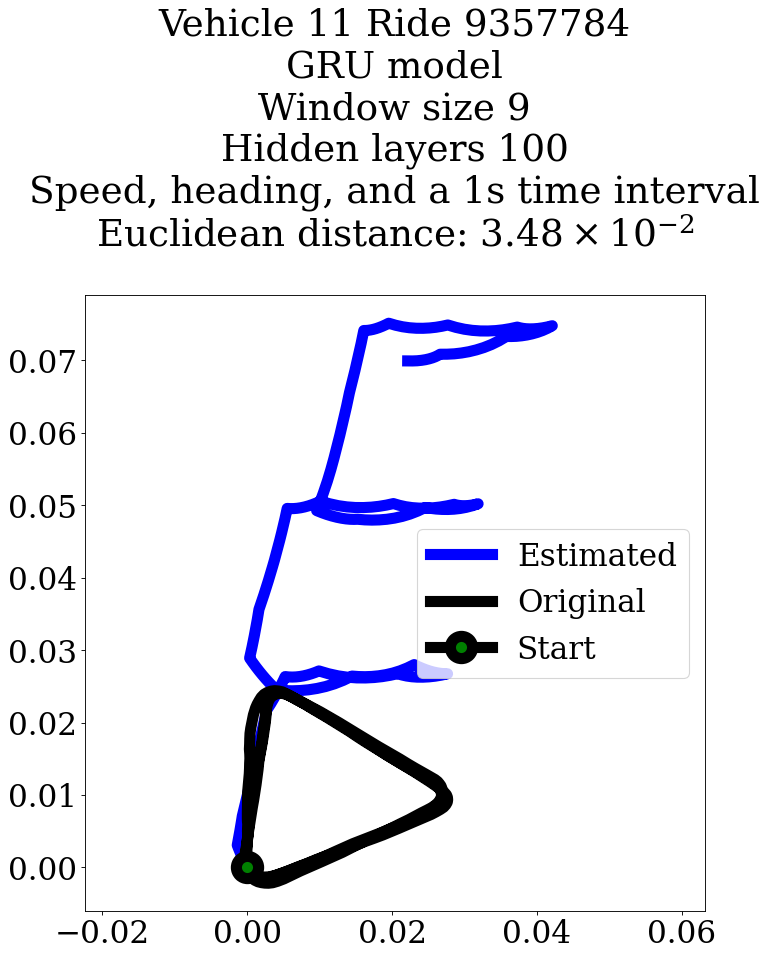 Vehicle 11 Ride 9357784
GRU model
Window size 9
Hidden layers 100
Speed, heading, and a 1s time interval
Euclidean distance: 3.48 × 10⁻²
0.07
0.06
0.05
0.04
0.03
0.02
0.01
0.00
Estimated
Original
Start
−0.02 0.00 0.02 0.04 0.06